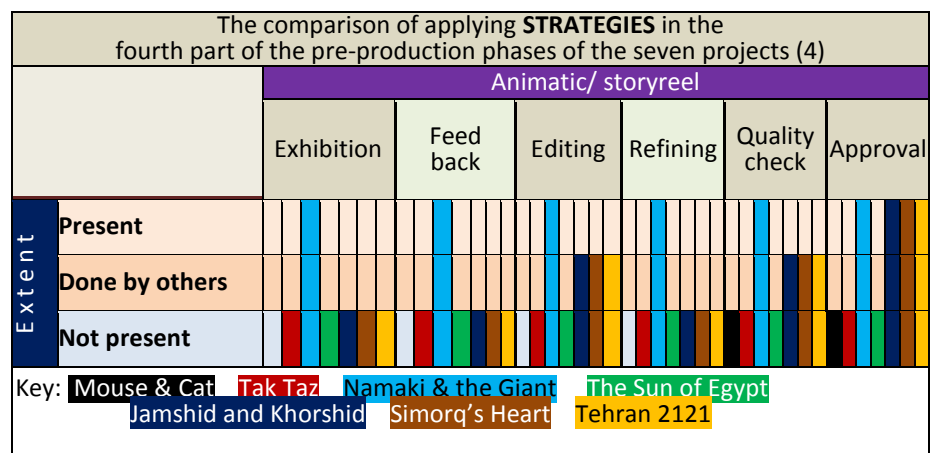 The comparison of applying STRATEGIES in the
fourth part of the pre-production phases of the seven projects (4)
Animatic/ storyreel
Exhibition
Feed
back
Editing
Refining
Quality
check
Approval
Extent
Present
Done by others
Not present
Key: Mouse & Cat Tak Taz Namaki & the Giant The Sun of Egypt
Jamshid and Khorshid Simorq’s Heart Tehran 2121